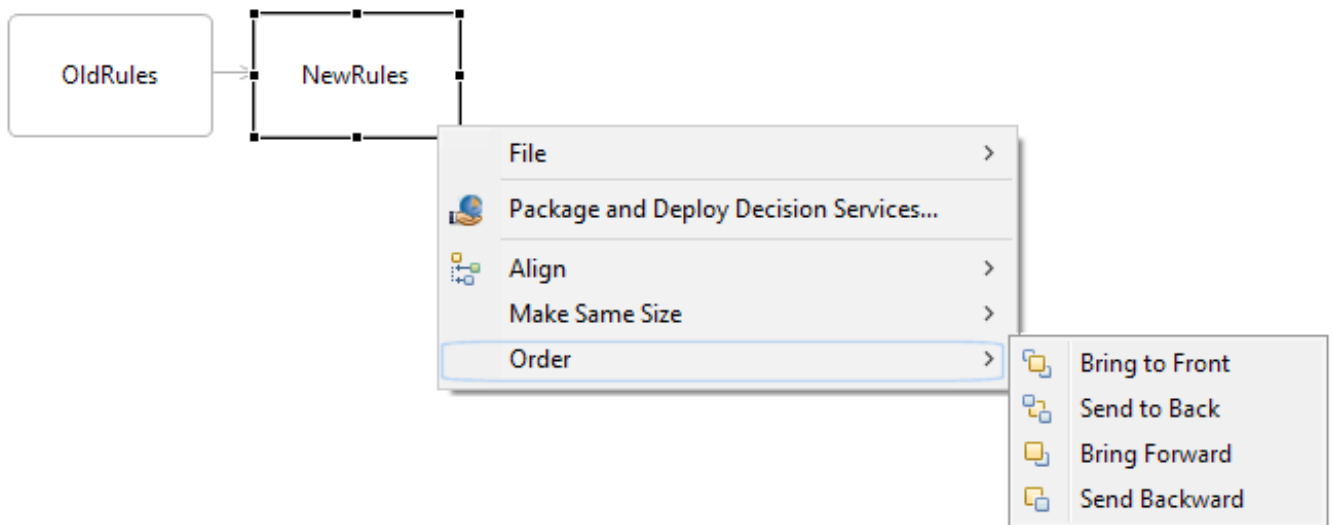 OldRules
NewRules
File
Package and Deploy Decision Services...
Align
Make Same Size
Order
Bring to Front
Send to Back
Bring Forward
Send Backward